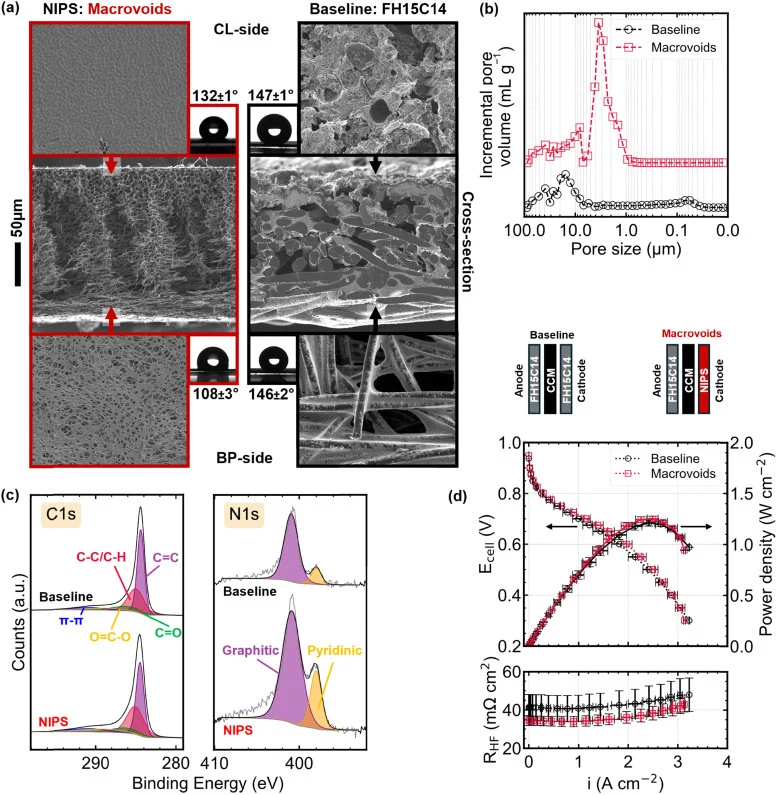 (a)
NIPS: Macrovoids
CL-side
Baseline: FH15C14
132±1°
147±1°
50µm
Cross-section
108±3°
146±2°
BP-side
(b)
Incremental pore
volume (mL g⁻¹)
Baseline
Macrovoids
100.0 10.0 1.0 0.1 0.0
Pore size (µm)
Baseline
Macrovoids
Anode
FH15C14
CCM
FH15C14
Cathode
Anode
FH15C14
CCM
NIPS
Cathode
(c)
C1s
N1s
C-C/C-H
C=C
Baseline
π-π
O=C-O
C=O
NIPS
Baseline
Graphitic
Pyridinic
NIPS
Counts (a.u.)
290 280
410 400
Binding Energy (eV)
(d)
Baseline
Macrovoids
E_cell (V)
1.0
0.8
0.6
0.4
0.2
Power density (W cm⁻²)
2.0
1.5
1.0
0.5
0.0
R_HF (mΩ cm²)
60
40
20
0 1 2 3 4
i (A cm⁻²)